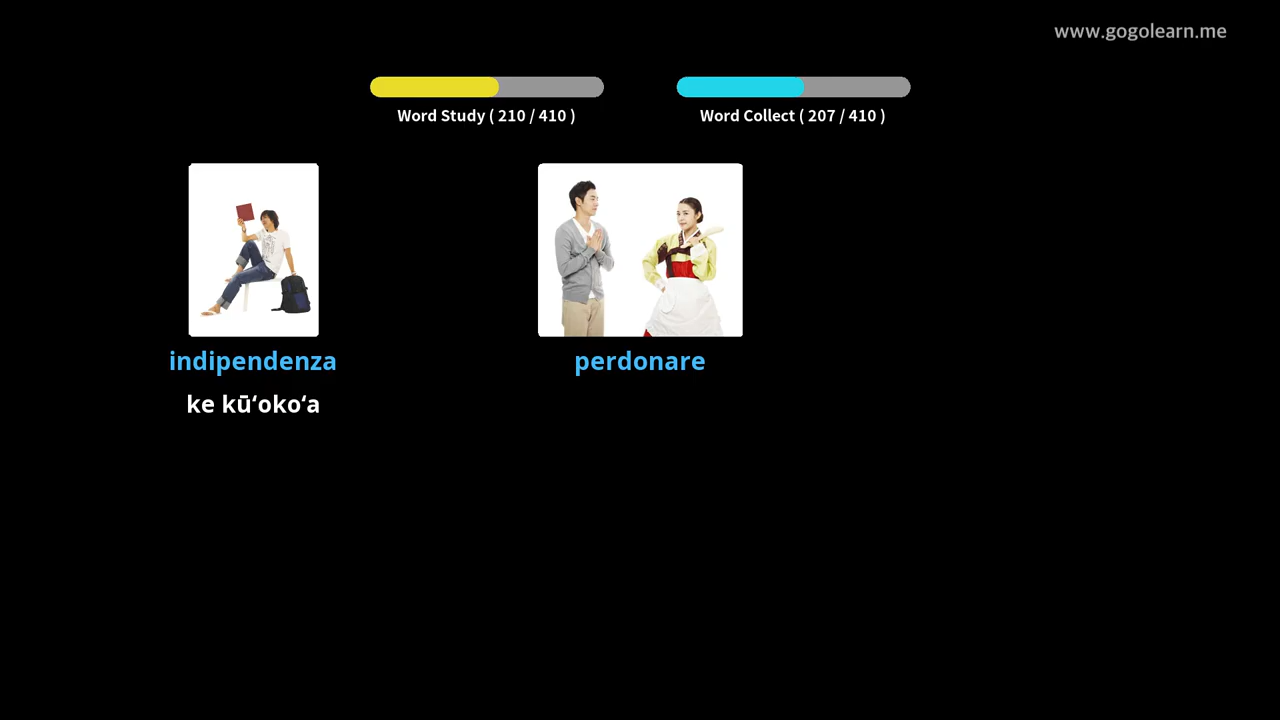 www.gogolearn.me
Word Study ( 210 / 410 )
Word Collect ( 207 / 410 )
indipendenza
perdonare
ke kūʻokoʻa